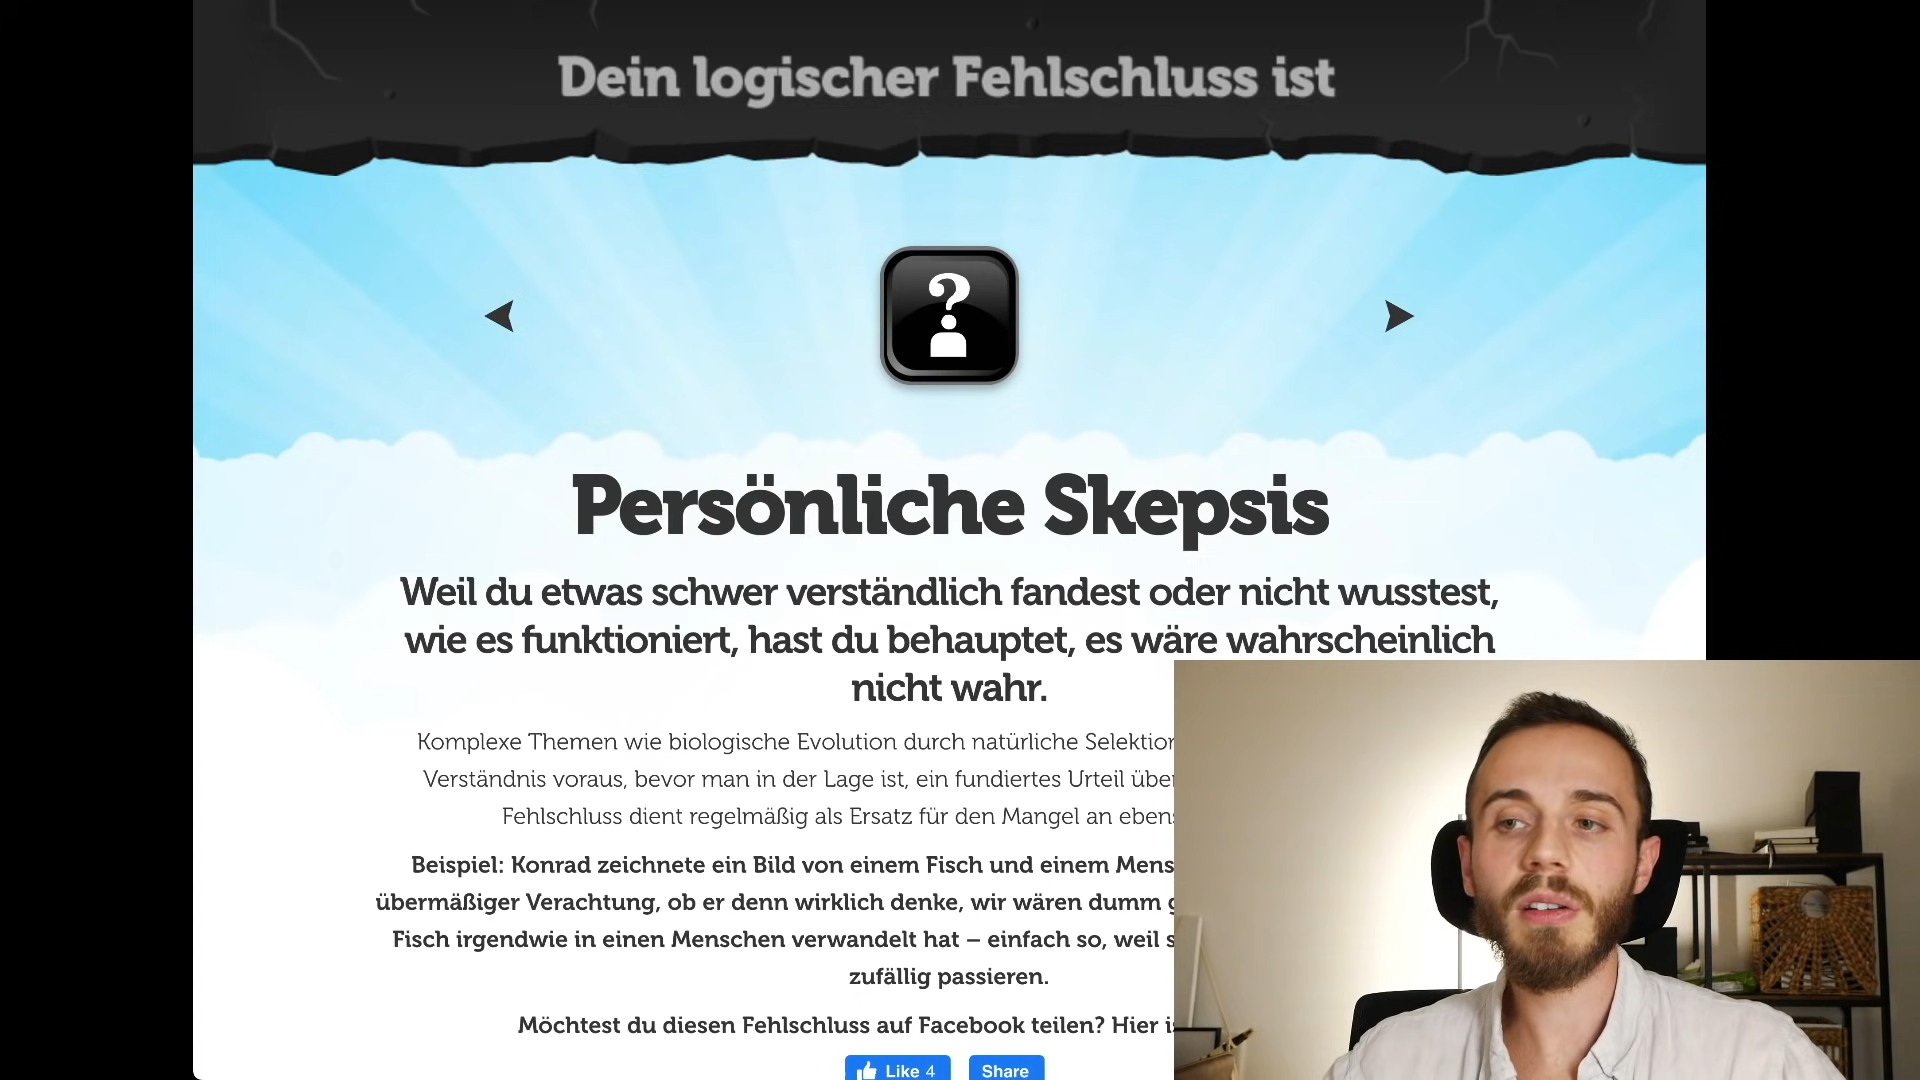 Dein logischer Fehlschluss ist
Persönliche Skepsis
Weil du etwas schwer verständlich fandest oder nicht wusstest,
wie es funktioniert, hast du behauptet, es wäre wahrscheinlich
nicht wahr.
Komplexe Themen wie biologische Evolution durch natürliche Selektion
Verständnis voraus, bevor man in der Lage ist, ein fundiertes Urteil über
Fehlschluss dient regelmäßig als Ersatz für den Mangel an
Beispiel: Konrad zeichnete ein Bild von einem Fisch und einem
übermäßiger Verachtung, ob er denn wirklich denke, wir wären dumm
Fisch irgendwie in einen Menschen verwandelt hat – einfach so, weil
zufällig passieren.
Möchtest du diesen Fehlschluss auf Facebook teilen? Hier
Like 4 Share